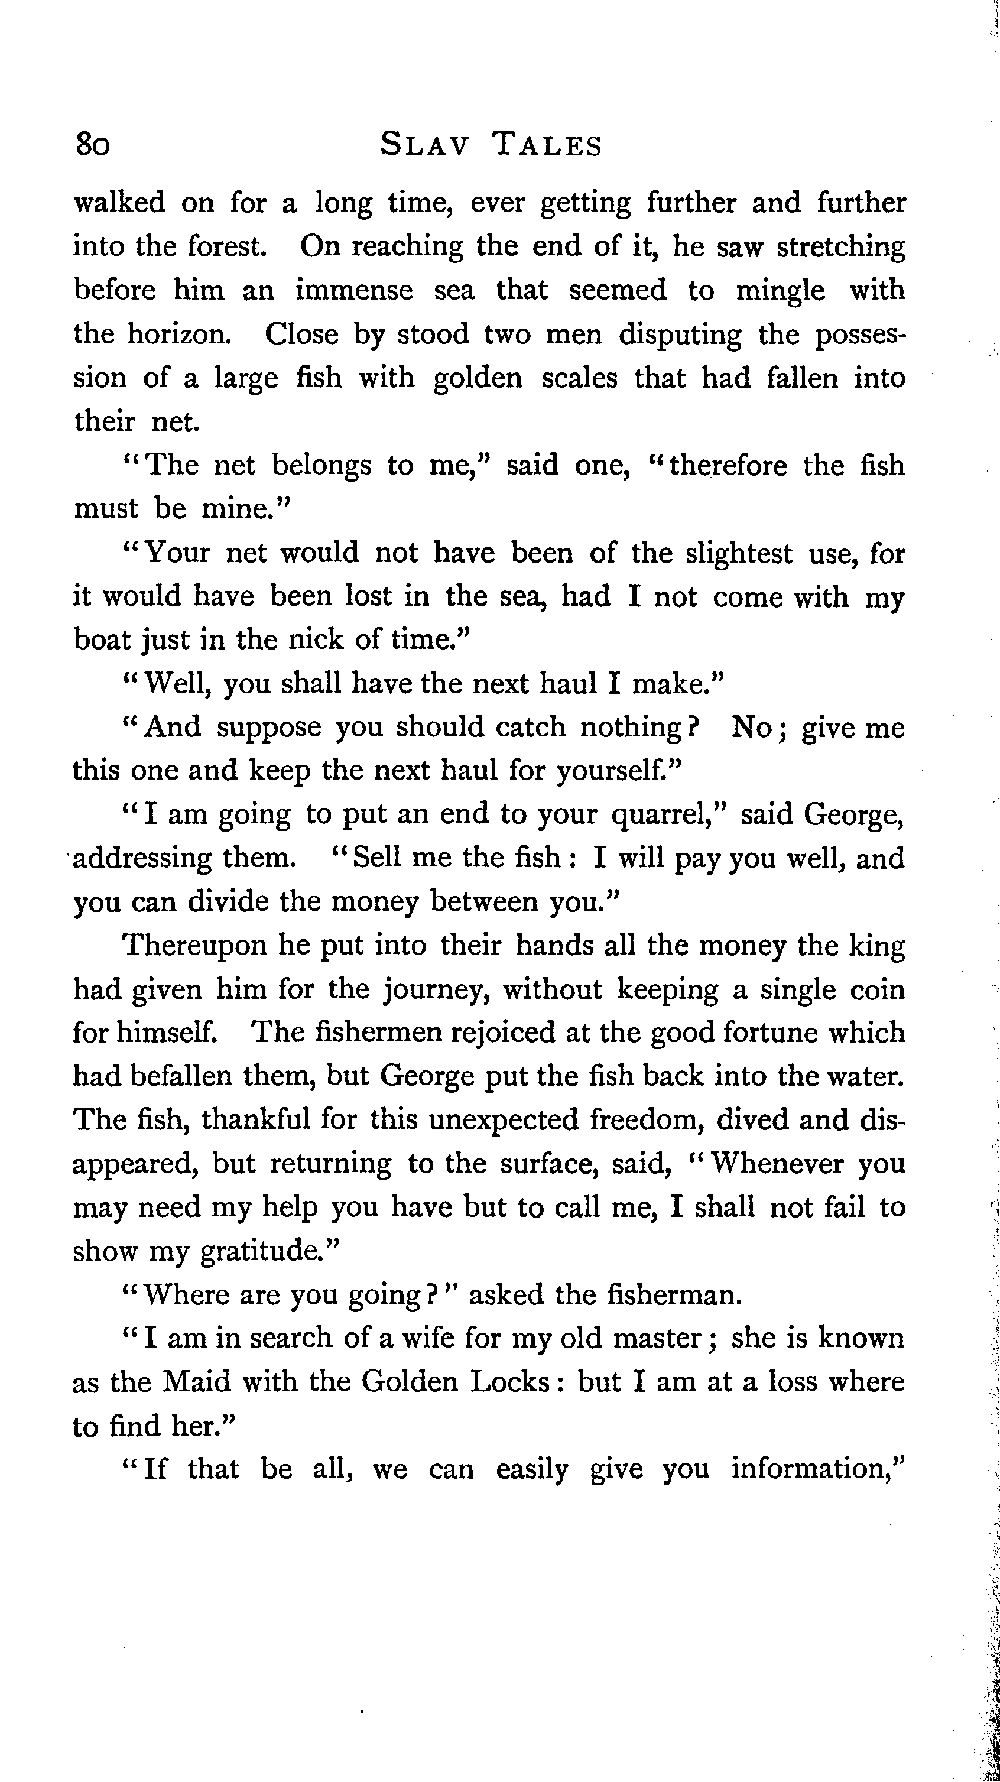 80 SLAV TALES
walked on for a long time, ever getting further and further
into the forest. On reaching the end of it, he saw stretching
before him an immense sea that seemed to mingle with
the horizon. Close by stood two men disputing the posses-
sion of a large fish with golden scales that had fallen into
their net.
“The net belongs to me,” said one, “therefore the fish
must be mine.”
“Your net would not have been of the slightest use, for
it would have been lost in the sea, had I not come with my
boat just in the nick of time.”
“Well, you shall have the next haul I make.”
“And suppose you should catch nothing? No; give me
this one and keep the next haul for yourself.”
“I am going to put an end to your quarrel,” said George,
addressing them. “Sell me the fish: I will pay you well, and
you can divide the money between you.”
Thereupon he put into their hands all the money the king
had given him for the journey, without keeping a single coin
for himself. The fishermen rejoiced at the good fortune which
had befallen them, but George put the fish back into the water.
The fish, thankful for this unexpected freedom, dived and dis-
appeared, but returning to the surface, said, “Whenever you
may need my help you have but to call me, I shall not fail to
show my gratitude.”
“Where are you going?” asked the fisherman.
“I am in search of a wife for my old master; she is known
as the Maid with the Golden Locks: but I am at a loss where
to find her.”
“If that be all, we can easily give you information,”